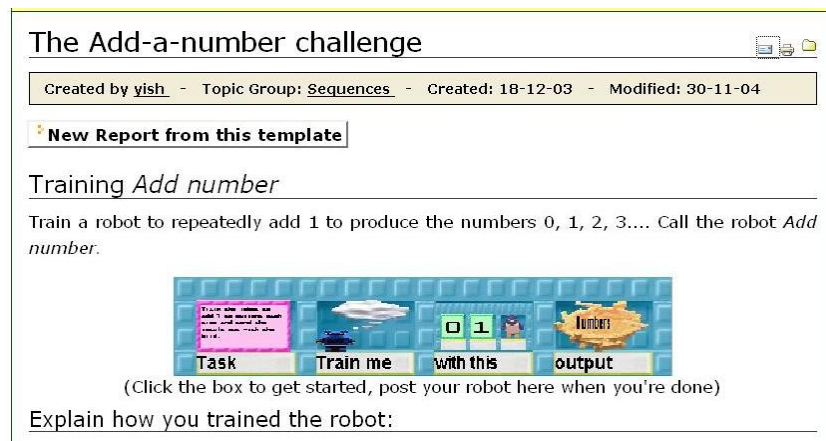 The Add-a-number challenge
Created by yish - Topic Group: Sequences - Created: 18-12-03 - Modified: 30-11-04
New Report from this template
Training Add number
Train a robot to repeatedly add 1 to produce the numbers 0, 1, 2, 3.... Call the robot Add
number.
0 1
Numbers
Task Train me with this output
(Click the box to get started, post your robot here when you're done)
Explain how you trained the robot: